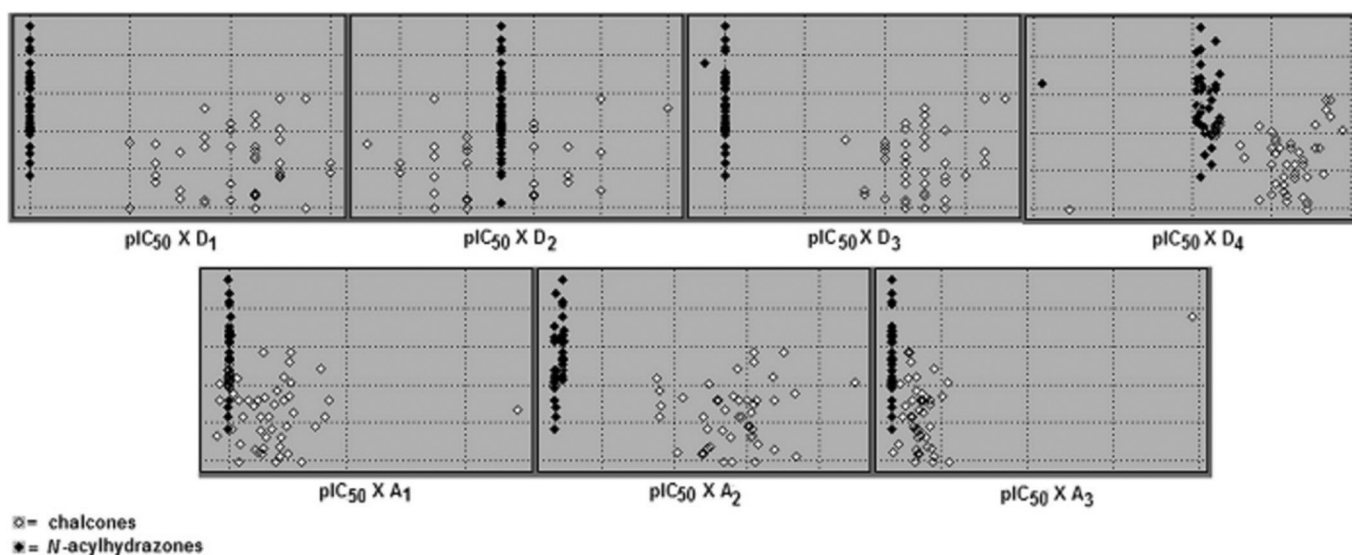 pIC50 X D1
pIC50 X D2
pIC50 X D3
pIC50 X D4
pIC50 X A1
pIC50 X A2
pIC50 X A3
= chalcones
= N-acylhydrazones